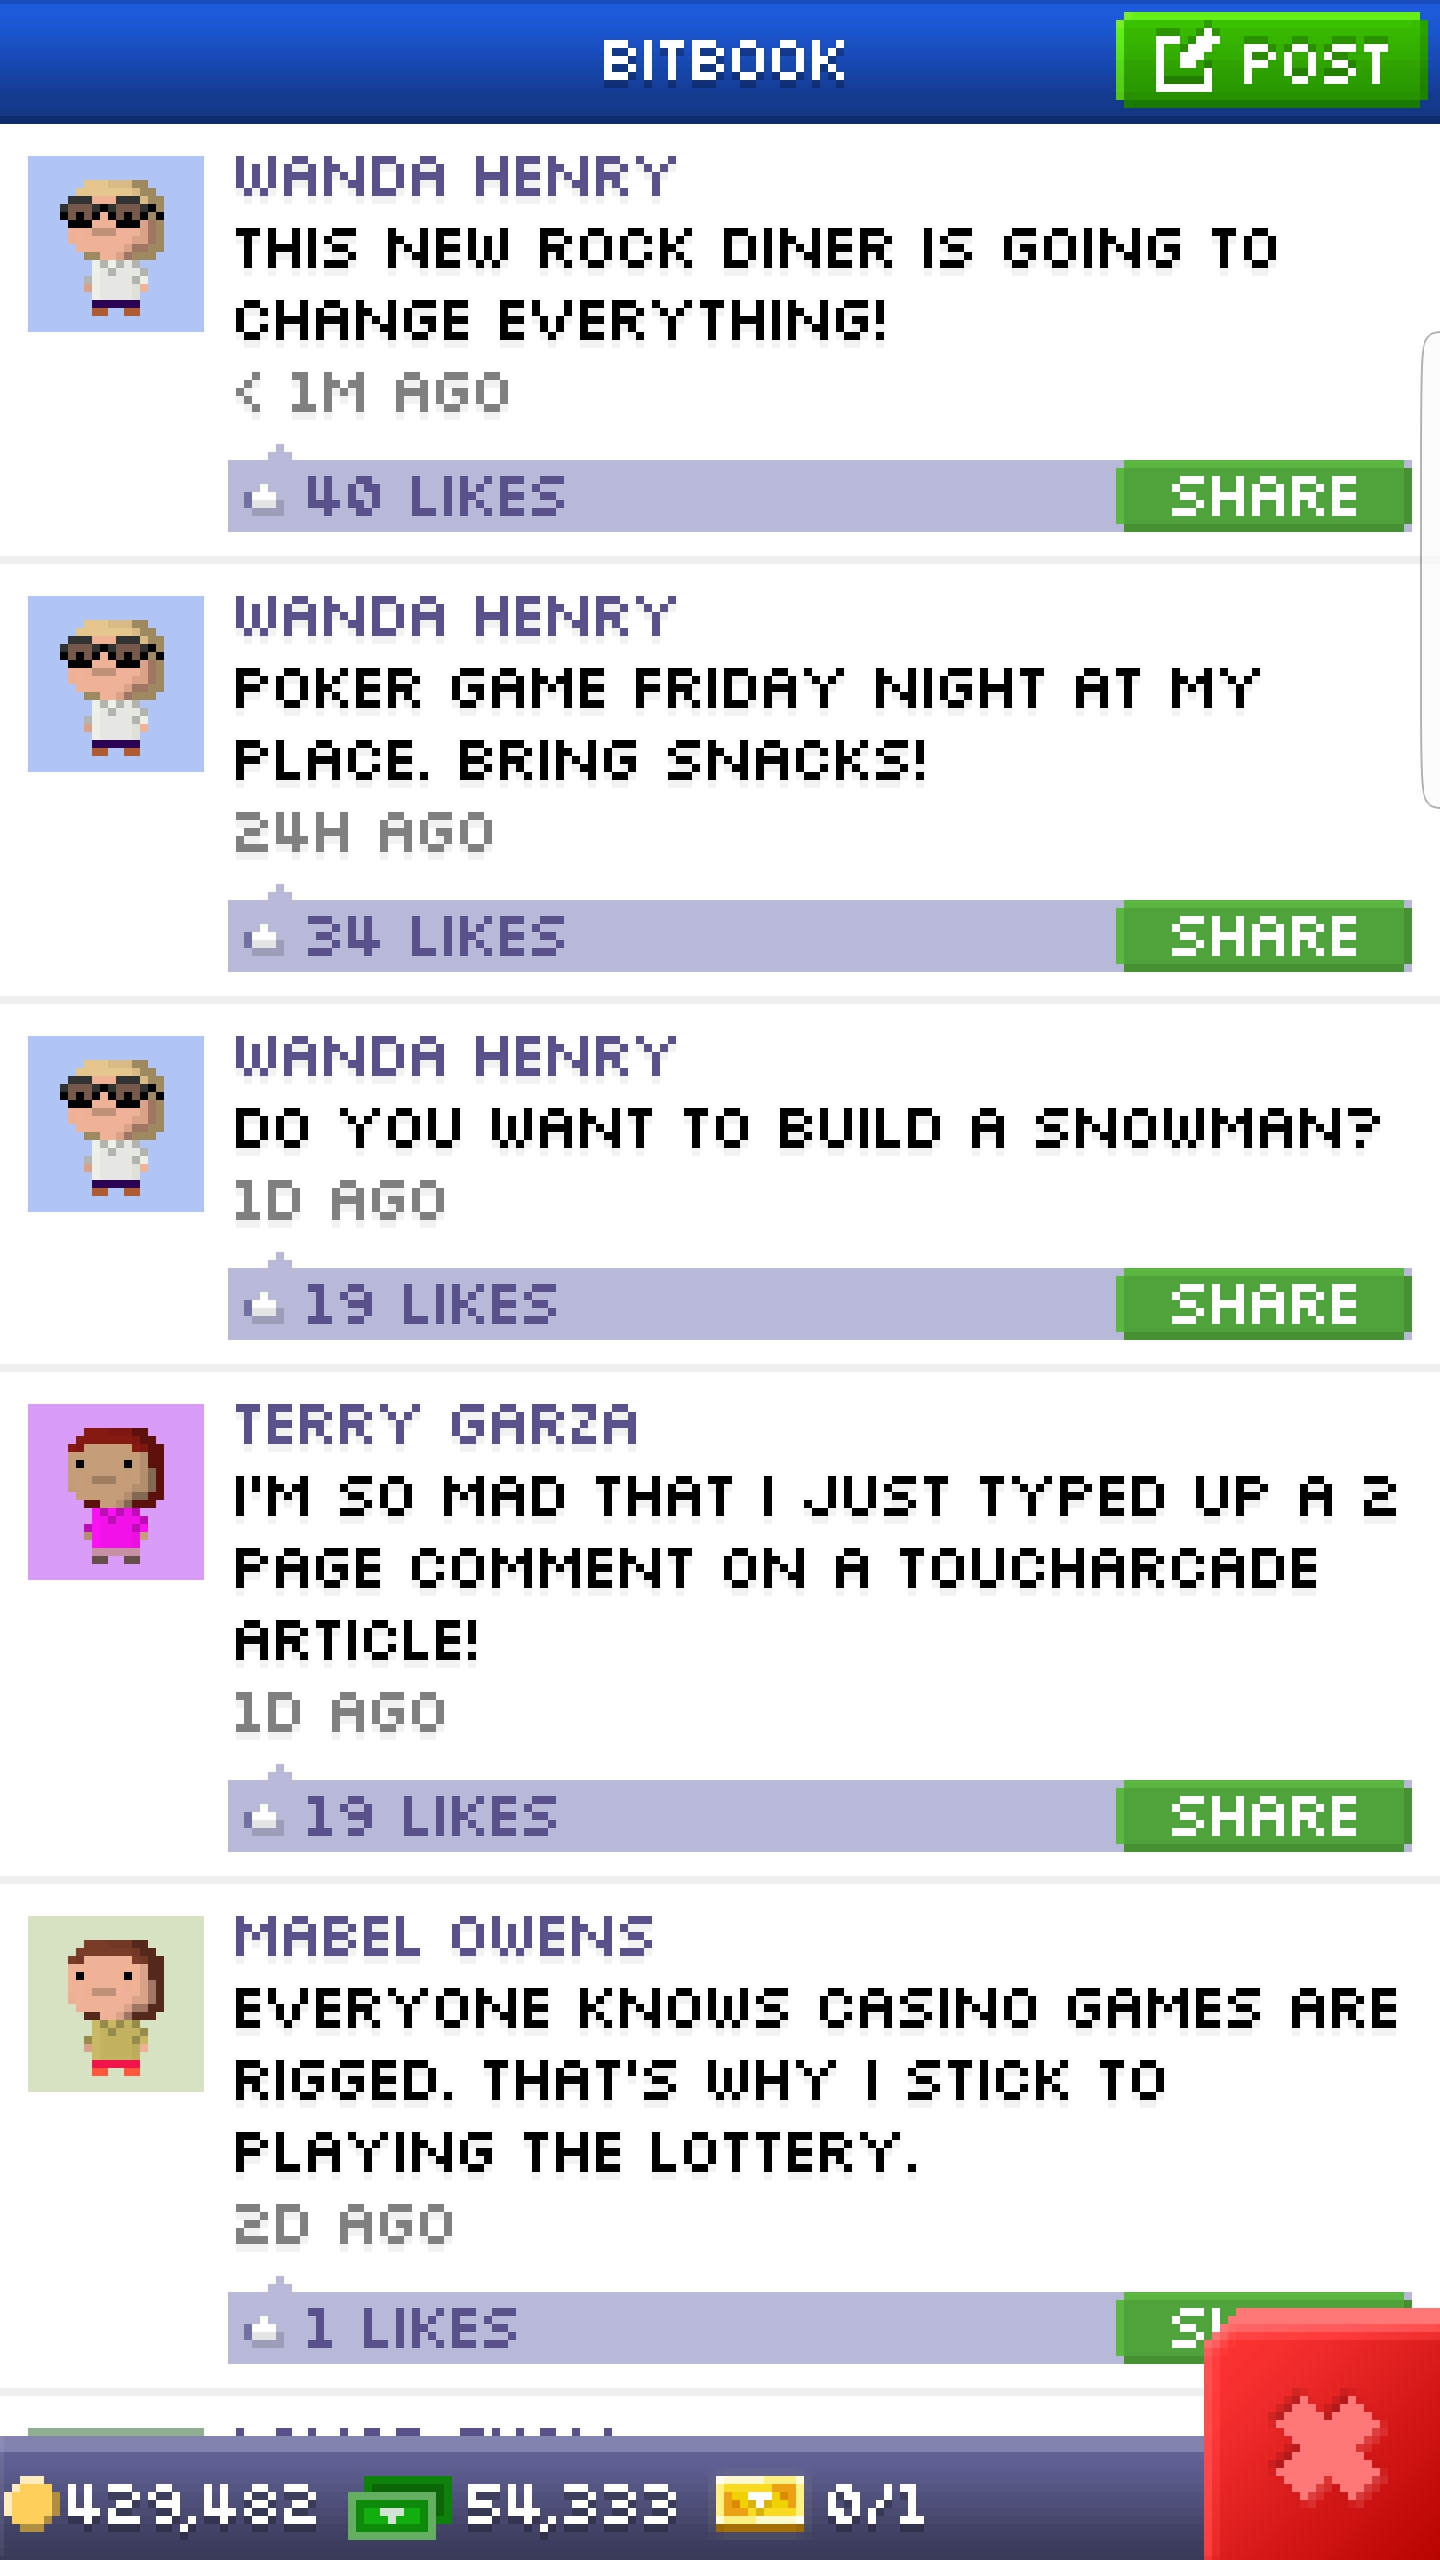 BITBOOK
POST
WANDA HENRY
THIS NEW ROCK DINER IS GOING TO
CHANGE EVERYTHING!
< 1M AGO
40 LIKES
SHARE
WANDA HENRY
POKER GAME FRIDAY NIGHT AT MY
PLACE. BRING SNACKS!
24H AGO
34 LIKES
SHARE
WANDA HENRY
DO YOU WANT TO BUILD A SNOWMAN?
1D AGO
19 LIKES
SHARE
TERRY GARZA
I'M SO MAD THAT I JUST TYPED UP A 2
PAGE COMMENT ON A TOUCHARCADE
ARTICLE!
1D AGO
19 LIKES
SHARE
MABEL OWENS
EVERYONE KNOWS CASINO GAMES ARE
RIGGED. THAT'S WHY I STICK TO
PLAYING THE LOTTERY.
2D AGO
1 LIKES
429,482
54,333
0/1